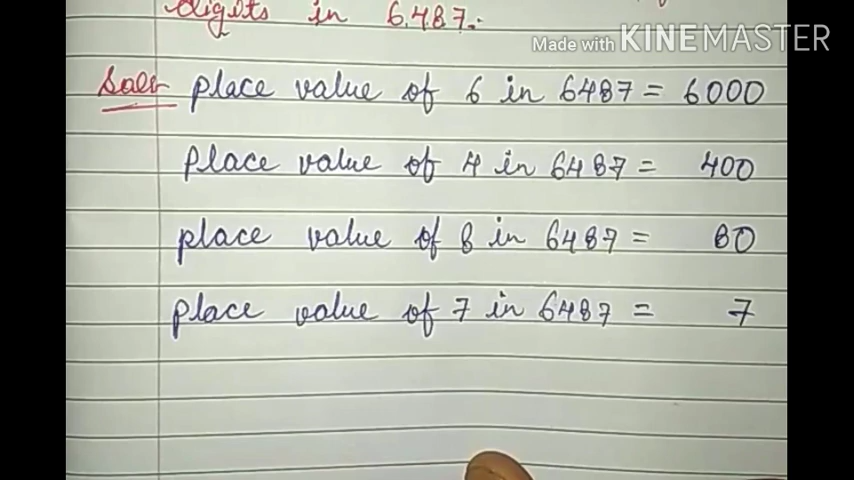 digits in 6487.
Made with KINEMASTER
Soln place value of 6 in 6487 = 6000
Place value of 4 in 6487 = 400
place value of 8 in 6487 = 80
place value of 7 in 6487 = 7